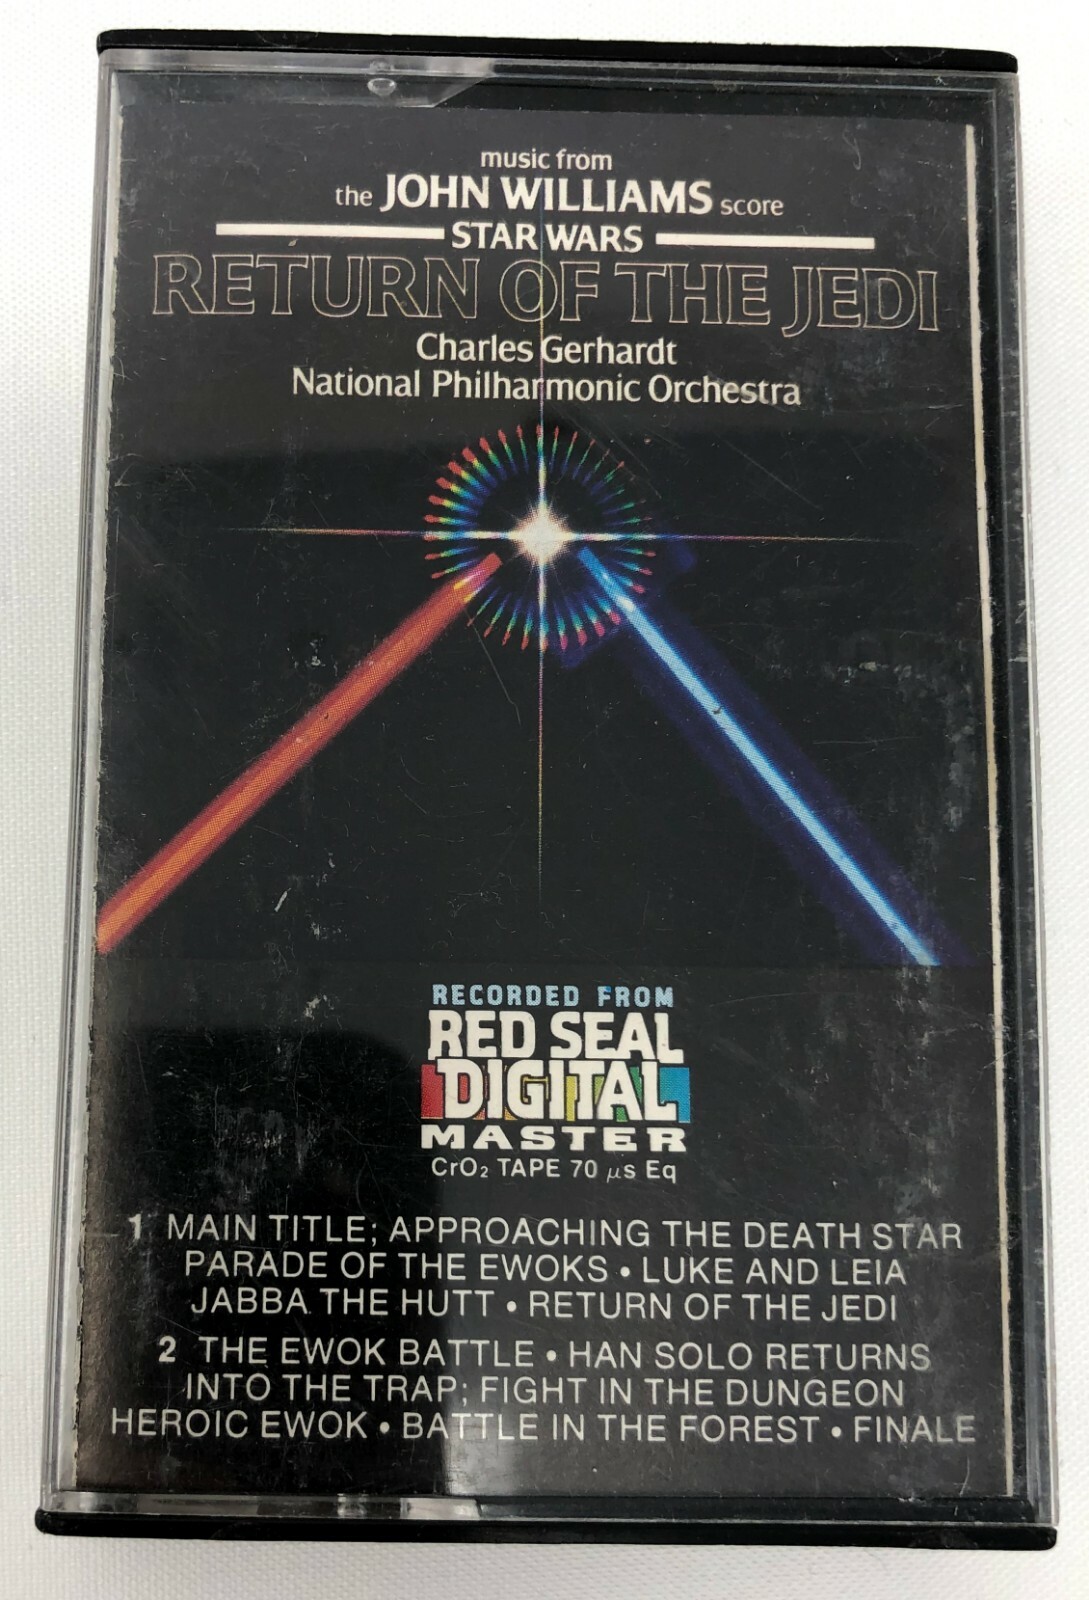 music from
the JOHN WILLIAMS score
STAR WARS
RETURN OF THE JEDI
Charles Gerhardt
National Philharmonic Orchestra
RECORDED FROM
RED SEAL
DIGITAL
MASTER
CrO₂ TAPE 70 μs Eq
1 MAIN TITLE; APPROACHING THE DEATH STAR
PARADE OF THE EWOKS • LUKE AND LEIA
JABBA THE HUTT • RETURN OF THE JEDI
2 THE EWOK BATTLE • HAN SOLO RETURNS
INTO THE TRAP; FIGHT IN THE DUNGEON
HEROIC EWOK • BATTLE IN THE FOREST • FINALE